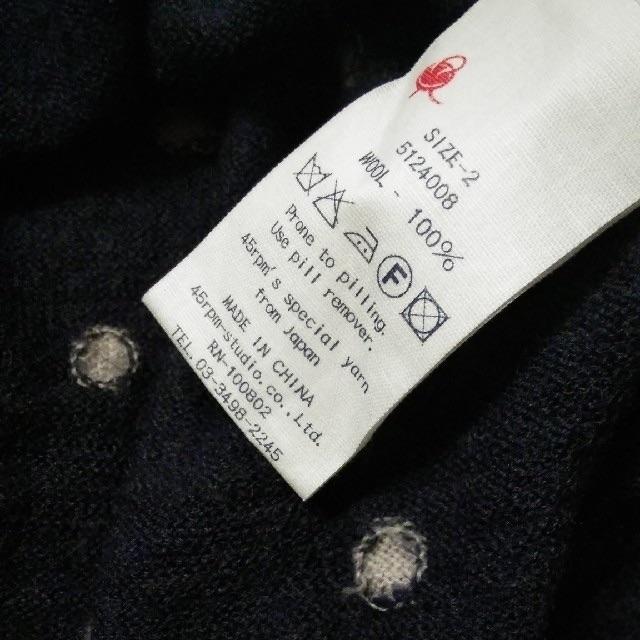 SIZE-2
5124008
WOOL - 100%
F
Prone to pilling.
Use pill remover.
45rpm's special yarn
from Japan
MADE IN CHINA
45rpm-studio co., Ltd.
RN 100802
TEL 03-3498-2245